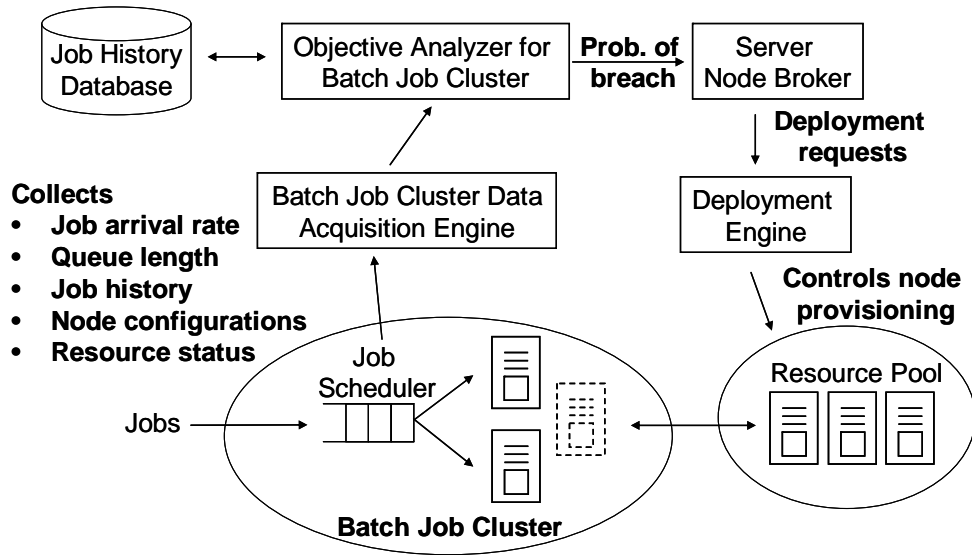 Job History
Database
Objective Analyzer for
Batch Job Cluster
Prob. of
breach
Server
Node Broker
Deployment
requests
Collects
• Job arrival rate
• Queue length
• Job history
• Node configurations
• Resource status
Batch Job Cluster Data
Acquisition Engine
Deployment
Engine
Controls node
provisioning
Job
Scheduler
Resource Pool
Jobs
Batch Job Cluster